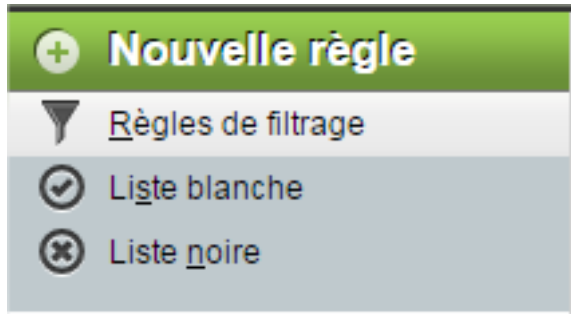 Nouvelle règle
Règles de filtrage
Liste blanche
Liste noire